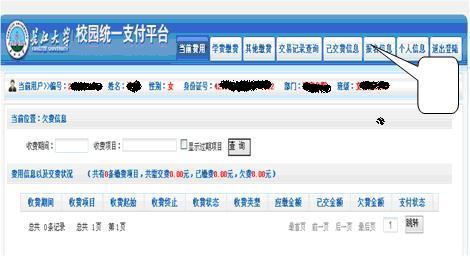 长江大学 校园统一支付平台
YANGTZE UNIVERSITY
当前费用 学费缴费 其他缴费 交易记录查询 已交费信息 个人信息 退出登陆
当前用户>>编号: 姓名: 性别: 女 身份证号: 4 2 部门: 班级:
当前位置: 欠费信息
收费期间: 收费项目: 显示过期项目 查 询
费用信息以及交费状况 (共有0条缴费项目,共需交费0.00元,已缴费0.00元,欠费0.00元)
收费期间 收费项目 收费起始 收费终止 收费状态 收费类型 应缴金额 已交金额 欠费金额 支付状态
总共 0条记录 总共 1页 第1页 最首页 前一页 后一页 最后页 1 跳转